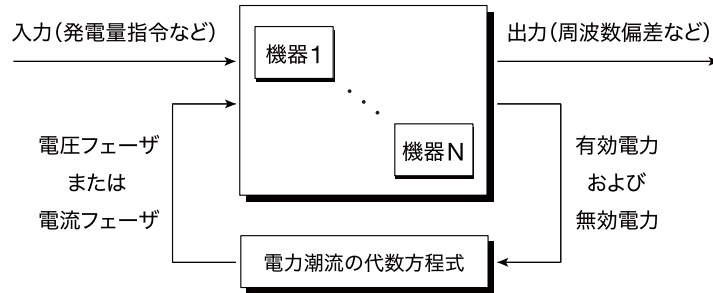 入力（発電量指令など）
出力（周波数偏差など）
機器1
機器N
電圧フェーザ
または
電流フェーザ
有効電力
および
無効電力
電力潮流の代数方程式